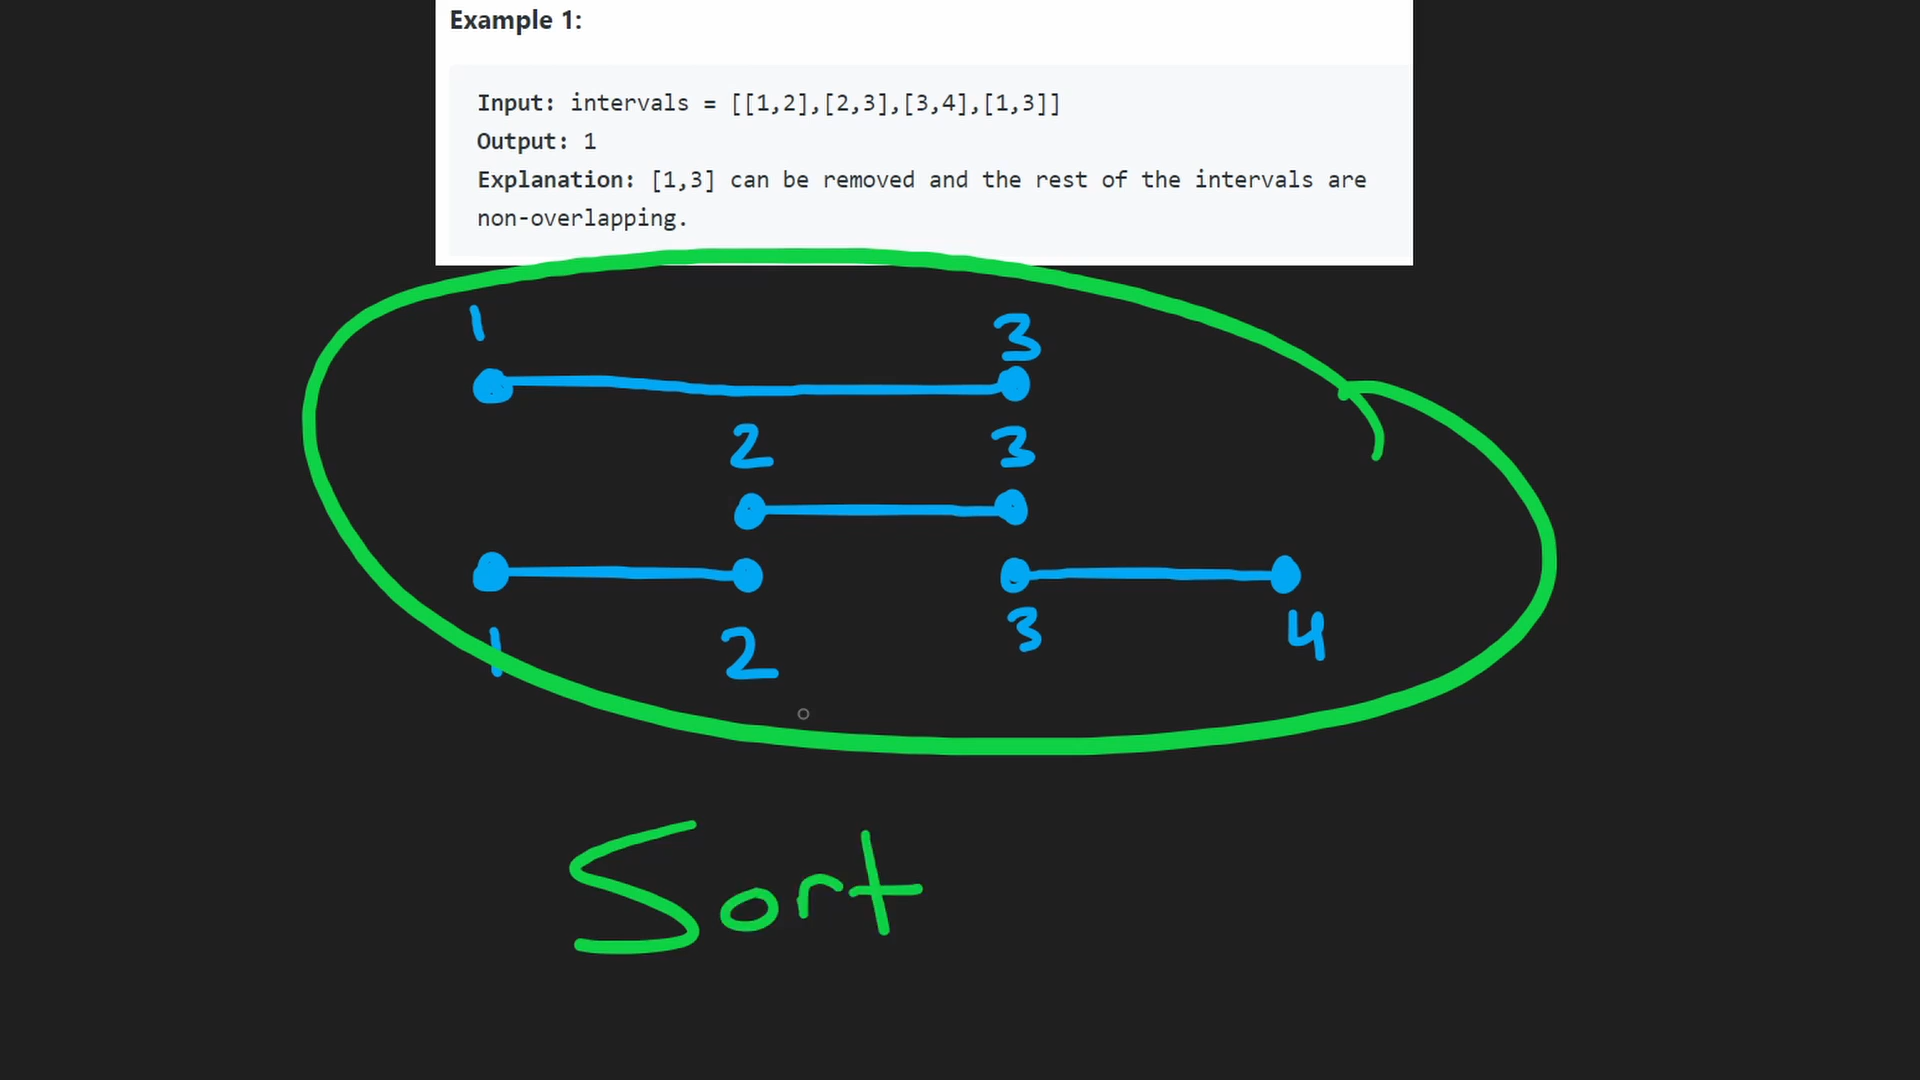 Example 1:
Input: intervals = [[1,2],[2,3],[3,4],[1,3]]
Output: 1
Explanation: [1,3] can be removed and the rest of the intervals are
non-overlapping.
1 3
2 3
1 2 3 4
Sort